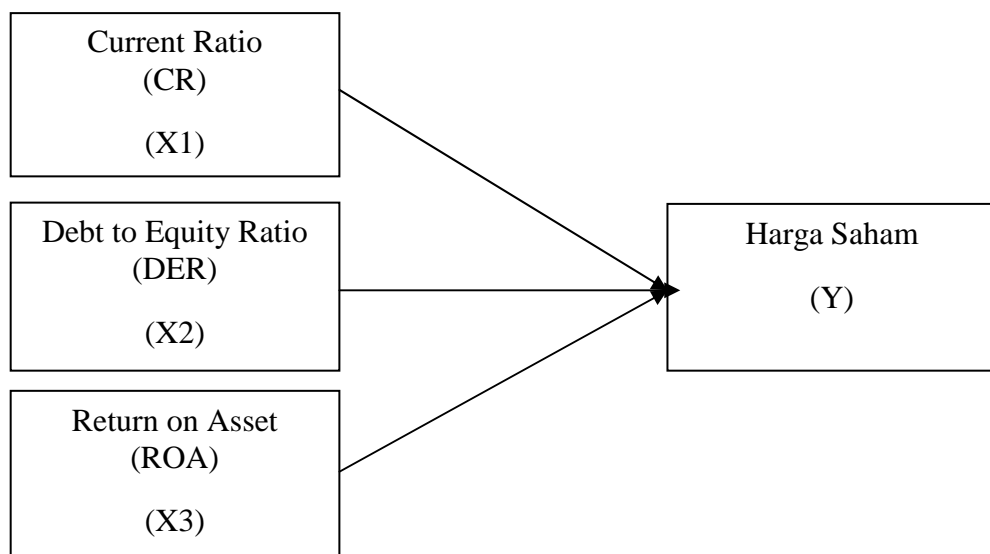 Current Ratio
(CR)
(X1)
Debt to Equity Ratio
(DER)
(X2)
Return on Asset
(ROA)
(X3)
Harga Saham
(Y)